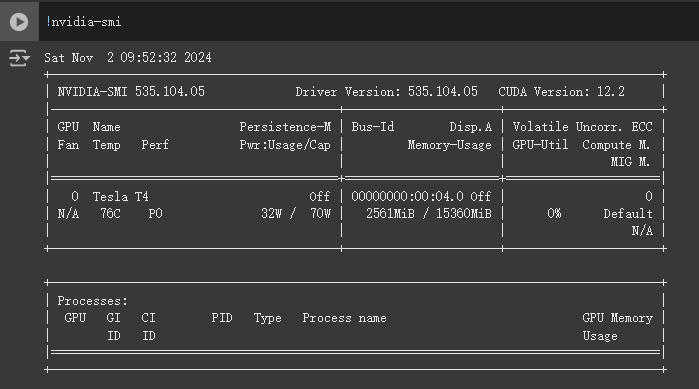 !nvidia-smi
Sat Nov  2 09:52:32 2024
NVIDIA-SMI 535.104.05             Driver Version: 535.104.05   CUDA Version: 12.2
GPU  Name                 Persistence-M | Bus-Id        Disp.A | Volatile Uncorr. ECC
Fan  Temp   Perf          Pwr:Usage/Cap |         Memory-Usage | GPU-Util  Compute M.
MIG M.
0  Tesla T4                       Off | 00000000:00:04.0 Off |                    0
N/A   76C    P0              32W /  70W |   2561MiB / 15360MiB |      0%      Default
N/A
Processes:
GPU   GI   CI        PID   Type   Process name                            GPU Memory
ID   ID                                                             Usage